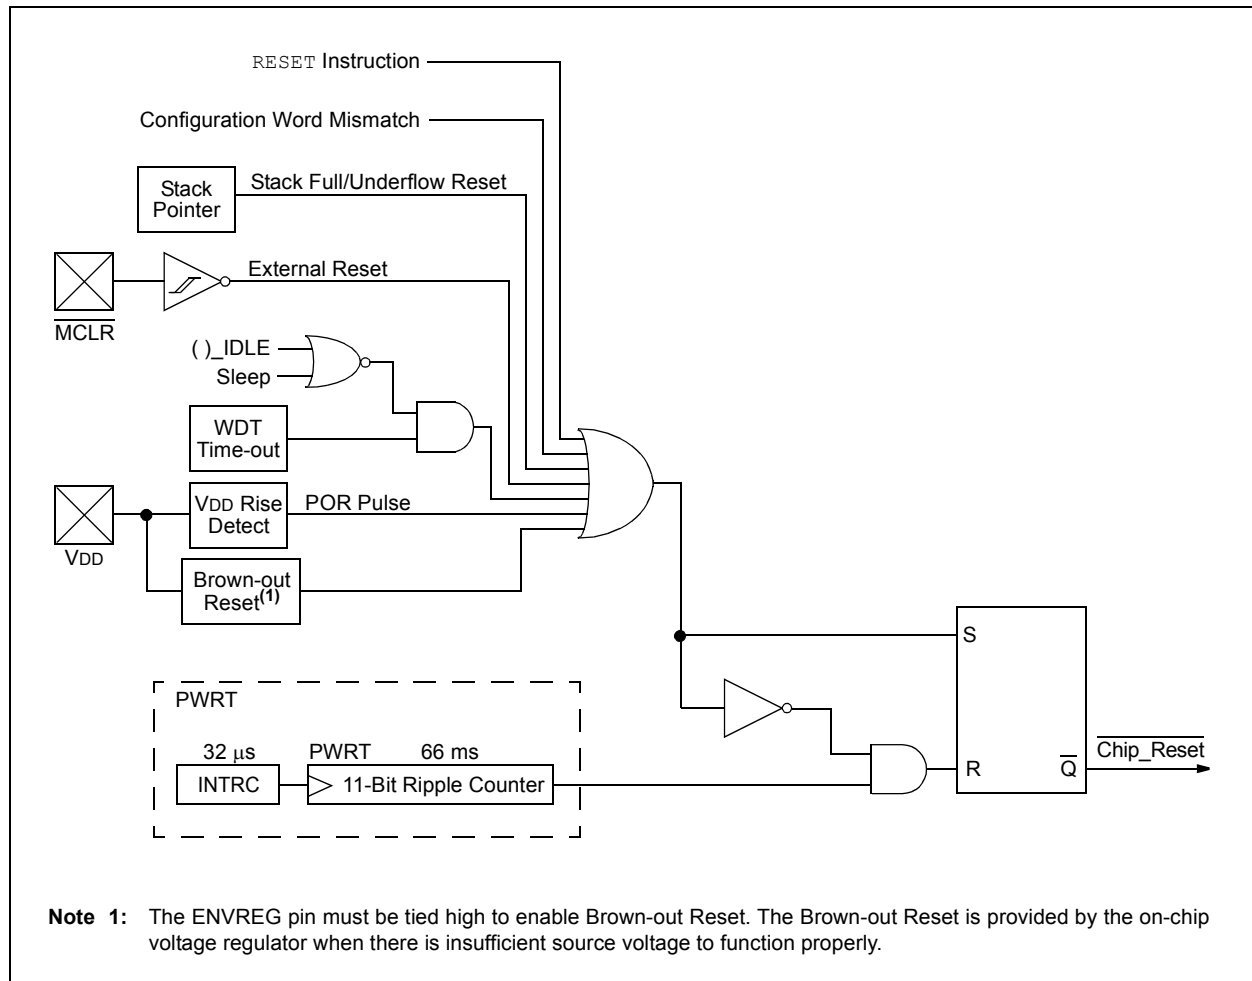 RESET Instruction
Configuration Word Mismatch
Stack
Pointer
Stack Full/Underflow Reset
External Reset
MCLR
( )_IDLE
Sleep
WDT
Time-out
VDD Rise
Detect
POR Pulse
VDD
Brown-out
Reset(1)
S
PWRT
32 μs
PWRT
66 ms
INTRC
11-Bit Ripple Counter
R
Q
Chip_Reset
Note 1: The ENVREG pin must be tied high to enable Brown-out Reset. The Brown-out Reset is provided by the on-chip
voltage regulator when there is insufficient source voltage to function properly.